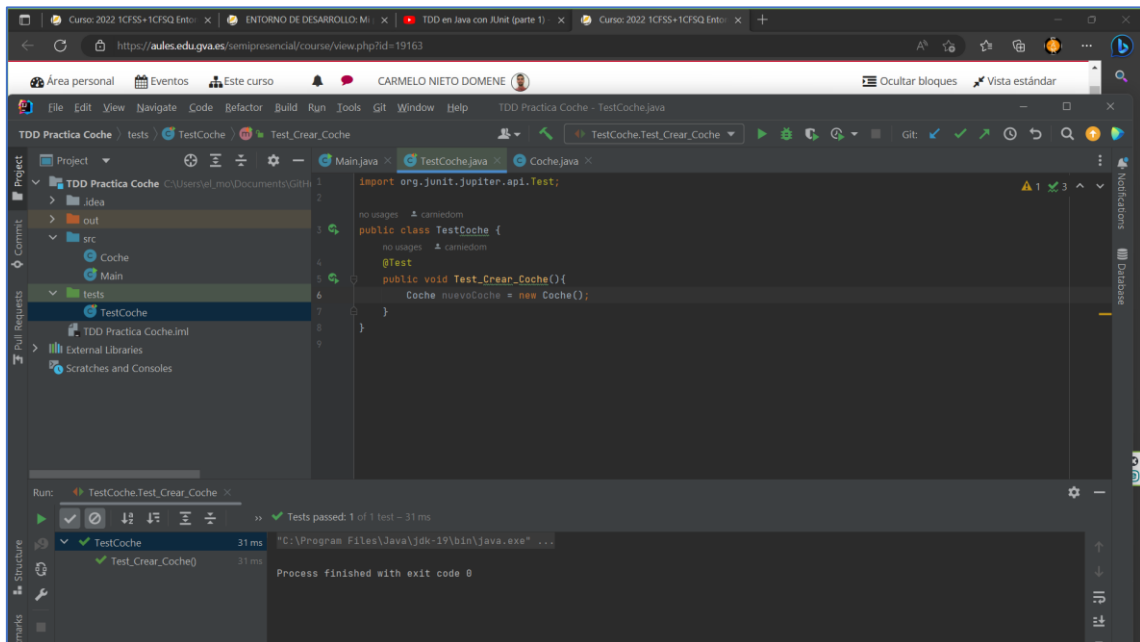 Curso: 2022 1CFSS+1CFSQ Ento
ENTORNO DE DESARROLLO: Mi
TDD en Java con JUnit (parte 1)
Curso: 2022 1CFSS+1CFSQ Ento
https://aules.edu.gva.es/semipresencial/course/view.php?id=19163
Área personal Eventos Este curso CARMELO NIETO DOMENE Ocultar bloques Vista estándar
File Edit View Navigate Code Refactor Build Run Tools Git Window Help TDD Practica Coche - TestCoche.java
TDD Practica Coche tests TestCoche Test_Crear_Coche TestCoche.Test_Crear_Coche Git:
Project
Main.java TestCoche.java Coche.java
TDD Practica Coche C:\Users\el_mo\Documents\GitH
.idea
out
src
Coche
Main
tests
TestCoche
TDD Practica Coche.iml
External Libraries
Scratches and Consoles
1 import org.junit.jupiter.api.Test;
2
no usages carniedom
3 public class TestCoche {
no usages carniedom
4 @Test
5 public void Test_Crear_Coche(){
6 Coche nuevoCoche = new Coche();
7 }
8 }
9
1 3
Project
Commit
Pull Requests
Structure
marks
Notifications
Database
Run: TestCoche.Test_Crear_Coche
Tests passed: 1 of 1 test – 31 ms
TestCoche 31 ms
Test_Crear_Coche() 31 ms
"C:\Program Files\Java\jdk-19\bin\java.exe" ...
Process finished with exit code 0